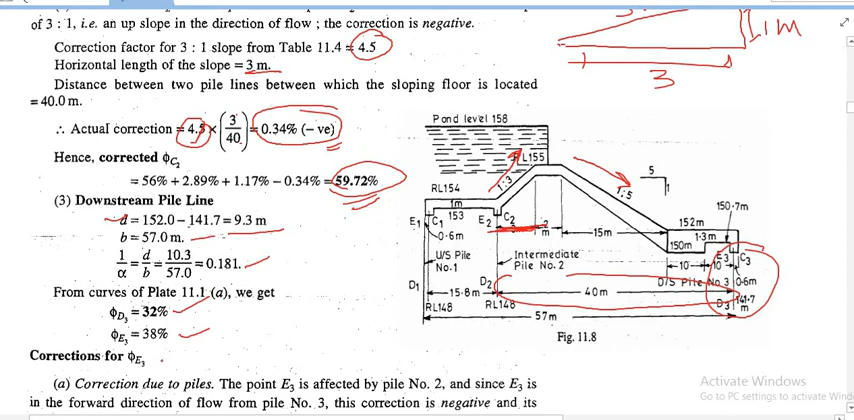 of 3 : 1, i.e. an up slope in the direction of flow ; the correction is negative.
Correction factor for 3 : 1 slope from Table 11.4 = 4.5
Horizontal length of the slope = 3 m.
Distance between two pile lines between which the sloping floor is located
= 40.0 m.
∴ Actual correction = 4.5 × (3/40) = 0.34% (– ve)
Hence, corrected ϕC2
= 56% + 2.89% + 1.17% – 0.34% = 59.72%
(3) Downstream Pile Line
d = 152.0 – 141.7 = 9.3 m
b = 57.0 m.
1/α = d/b = 10.3/57.0 = 0.181.
From curves of Plate 11.1 (a), we get
ϕD3 = 32%
ϕE3 = 38%
Corrections for ϕE3
(a) Correction due to piles. The point E3 is affected by pile No. 2, and since E3 is
in the forward direction of flow from pile No. 3, this correction is negative and its
1m
3
Pond level 158
RL155
5
1
RL154
1:3
1:5
1m
153
E1
C1
E2
C2
2
m
15m
152m
150·7m
1·3m
150m
0·6m
U/S Pile
No.1
Intermediate
Pile No. 2
10
10
E3
C3
D/S Pile No 3
0·6m
D1
15·8m
D2
40m
D3
141·7
m
RL148
RL148
57m
Fig. 11.8
Activate Windows
Go to PC settings to activate Windows